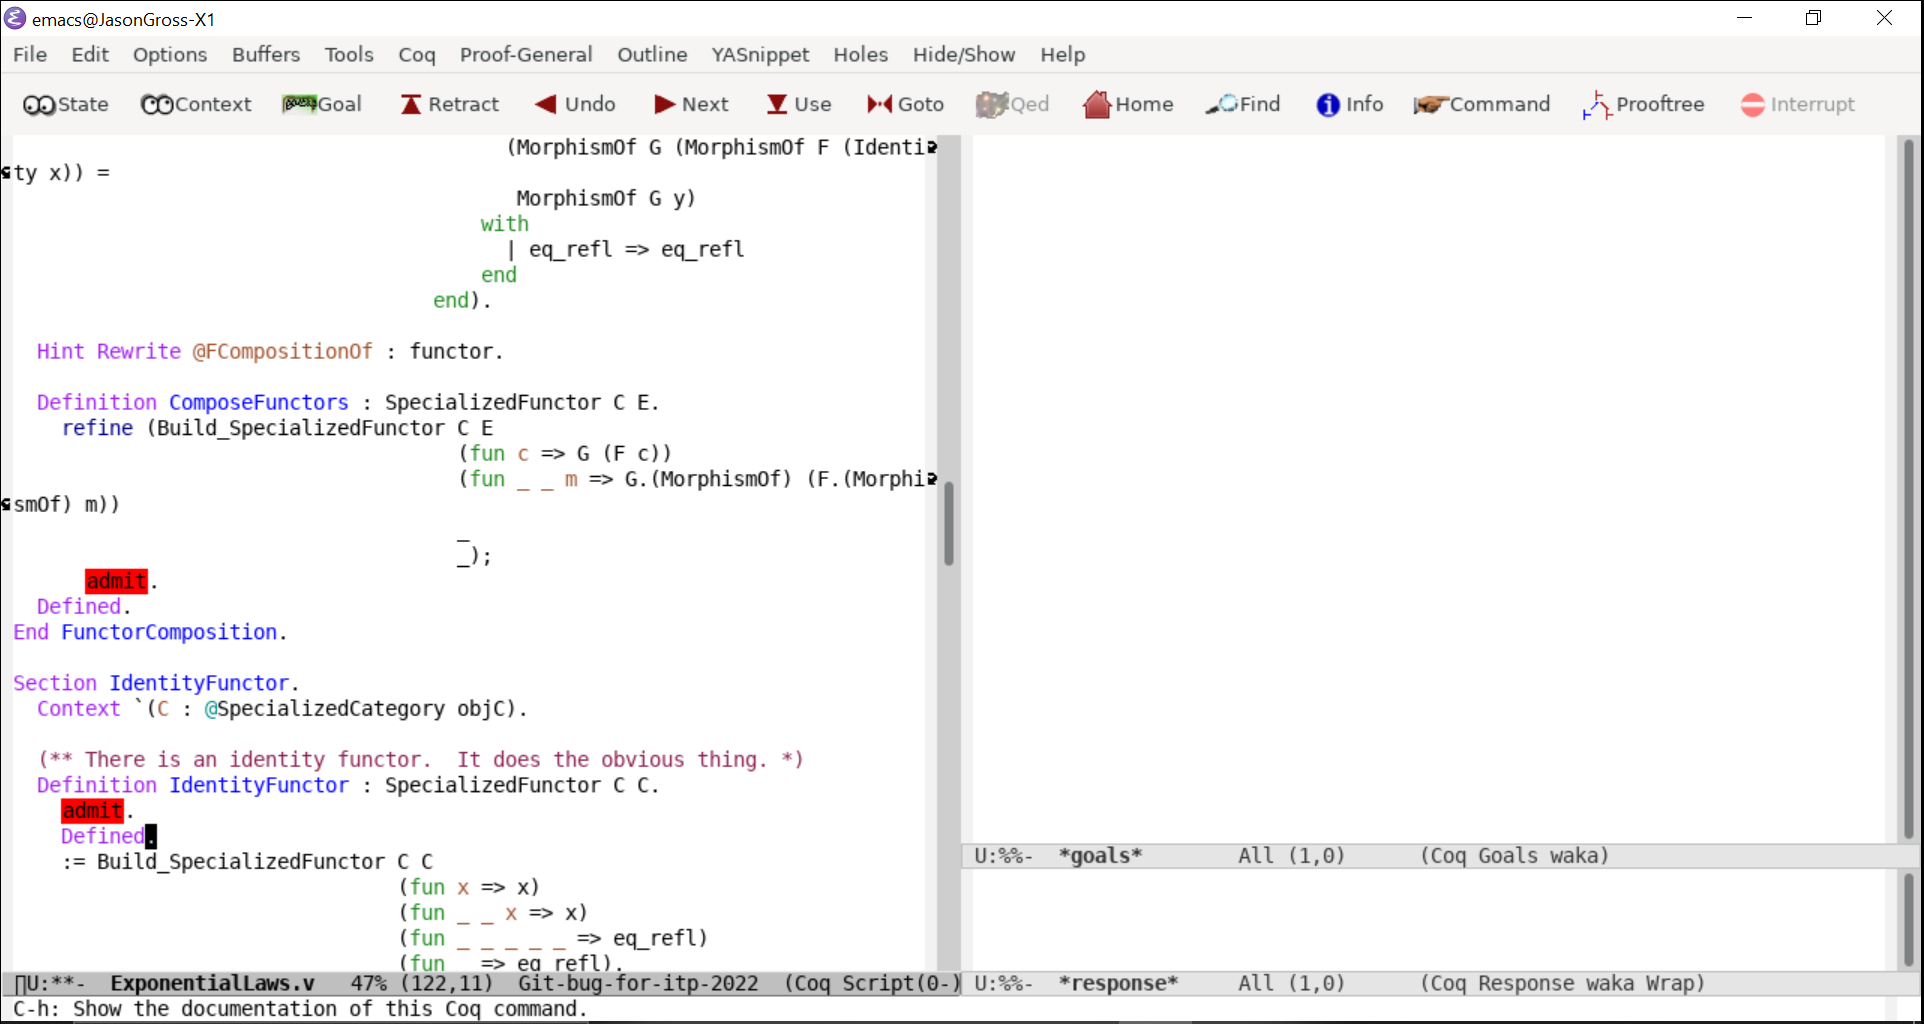 emacs@JasonGross-X1
File Edit Options Buffers Tools Coq Proof-General Outline YASnippet Holes Hide/Show Help
State Context Goal Retract Undo Next Use Goto Qed Home Find Info Command Prooftree Interrupt
(MorphismOf G (MorphismOf F (Identi
ty x)) =
MorphismOf G y)
with
| eq_refl => eq_refl
end
end).
Hint Rewrite @FCompositionOf : functor.
Definition ComposeFunctors : SpecializedFunctor C E.
refine (Build_SpecializedFunctor C E
(fun c => G (F c))
(fun _ _ m => G.(MorphismOf) (F.(Morphi
smOf) m))
_
_);
admit.
Defined.
End FunctorComposition.
Section IdentityFunctor.
Context `(C : @SpecializedCategory objC).
(** There is an identity functor.  It does the obvious thing. *)
Definition IdentityFunctor : SpecializedFunctor C C.
admit.
Defined.
:= Build_SpecializedFunctor C C
(fun x => x)
(fun _ _ x => x)
(fun _ _ _ _ _ => eq_refl)
(fun _ => eq_refl).
U:**-  ExponentialLaws.v   47% (122,11)  Git-bug-for-itp-2022  (Coq Script(0-)
C-h: Show the documentation of this Coq command.
U:%%-  *goals*        All (1,0)      (Coq Goals waka)
U:%%-  *response*     All (1,0)      (Coq Response waka Wrap)